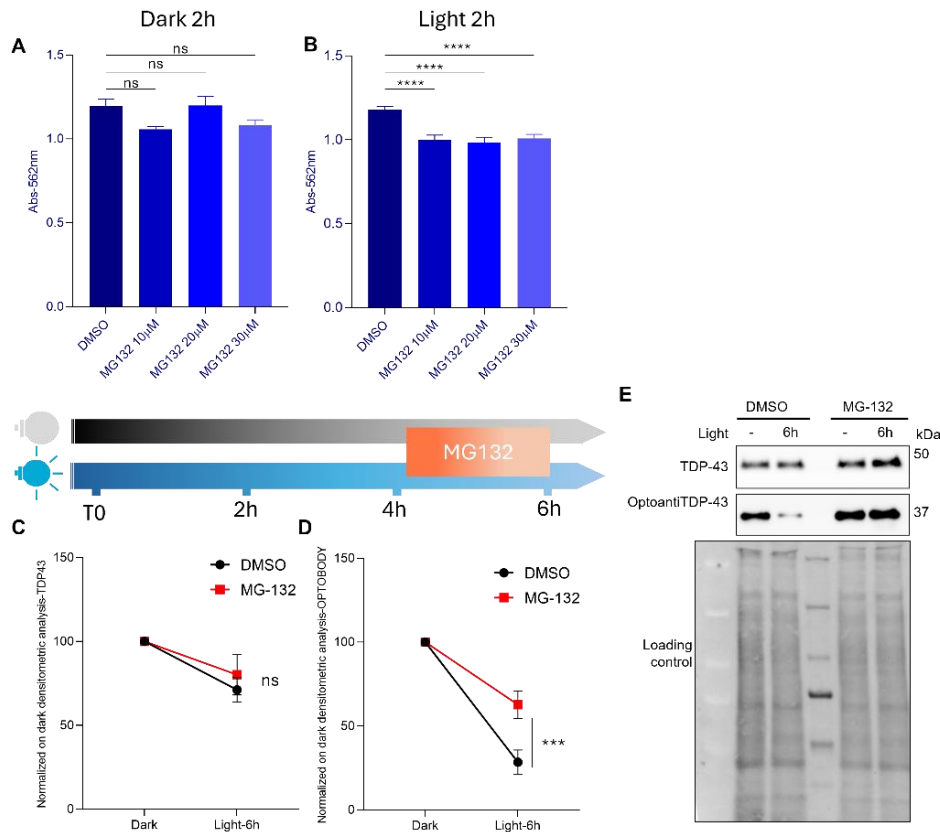 Dark 2h
Light 2h
A
B
1.5
1.0
0.5
0.0
Abs-562nm
ns
ns
ns
DMSO
MG132 10µM
MG132 20µM
MG132 30µM
1.5
1.0
0.5
0.0
Abs-562nm
****
****
****
DMSO
MG132 10µM
MG132 20µM
MG132 30µM
MG132
T0
2h
4h
6h
C
D
150
100
50
0
Normalized on dark densitometric analysis-TDP43
DMSO
MG-132
ns
Dark
Light-6h
150
100
50
0
Normalized on dark densitometric analysis-OPTOBODY
DMSO
MG-132
***
Dark
Light-6h
E
DMSO
MG-132
Light
-
6h
-
6h
kDa
TDP-43
50
OptoantiTDP-43
37
Loading
control